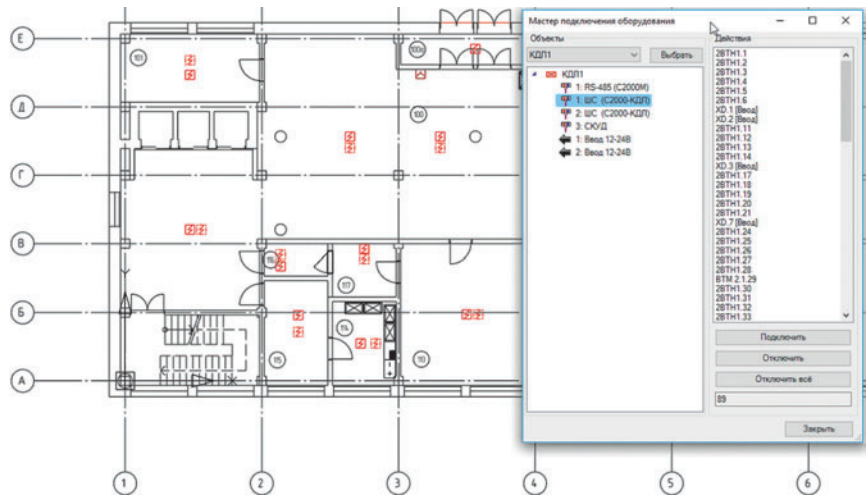 Е
Д
Г
В
Б
А
1
2
3
4
5
6
101
100а
100
117
114
115
110
Мастер подключения оборудования
Объекты
КДП1
Выбрать
КДП1
1: RS-485 (С2000М)
1: ШС (С2000-КДЛ)
2: ШС (С2000-КДЛ)
3: СКУД
1: Ввод 12-24В
2: Ввод 12-24В
Действия
2ВТН1.1
2ВТН1.2
2ВТН1.3
2ВТН1.4
2ВТН1.5
2ВТН1.6
XD.1 [Ввод]
XD.2 [Ввод]
2ВТН1.11
2ВТН1.12
2ВТН1.13
2ВТН1.14
XD.3 [Ввод]
2ВТН1.17
2ВТН1.18
2ВТН1.19
2ВТН1.20
2ВТН1.21
XD.7 [Ввод]
2ВТН1.24
2ВТН1.25
2ВТН1.26
2ВТН1.27
2ВТН1.28
ВТМ 2.1.29
2ВТН1.30
2ВТН1.31
2ВТН1.32
2ВТН1.33
Подключить
Отключить
Отключить всё
89
Закрыть